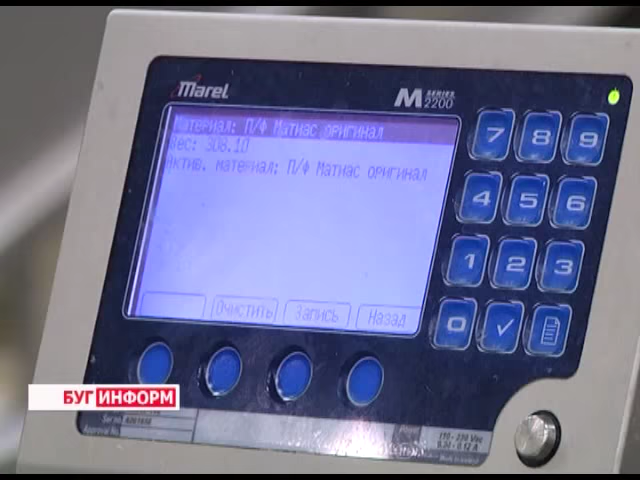 Marel
M SERIES 2200
Материал: П/Ф Матиас оригинал
Вес: 308.10
Актив. материал: П/Ф Матиас оригинал
Очистить Запись Назад
7 8 9
4 5 6
1 2 3
0
БУГ ИНФОРМ